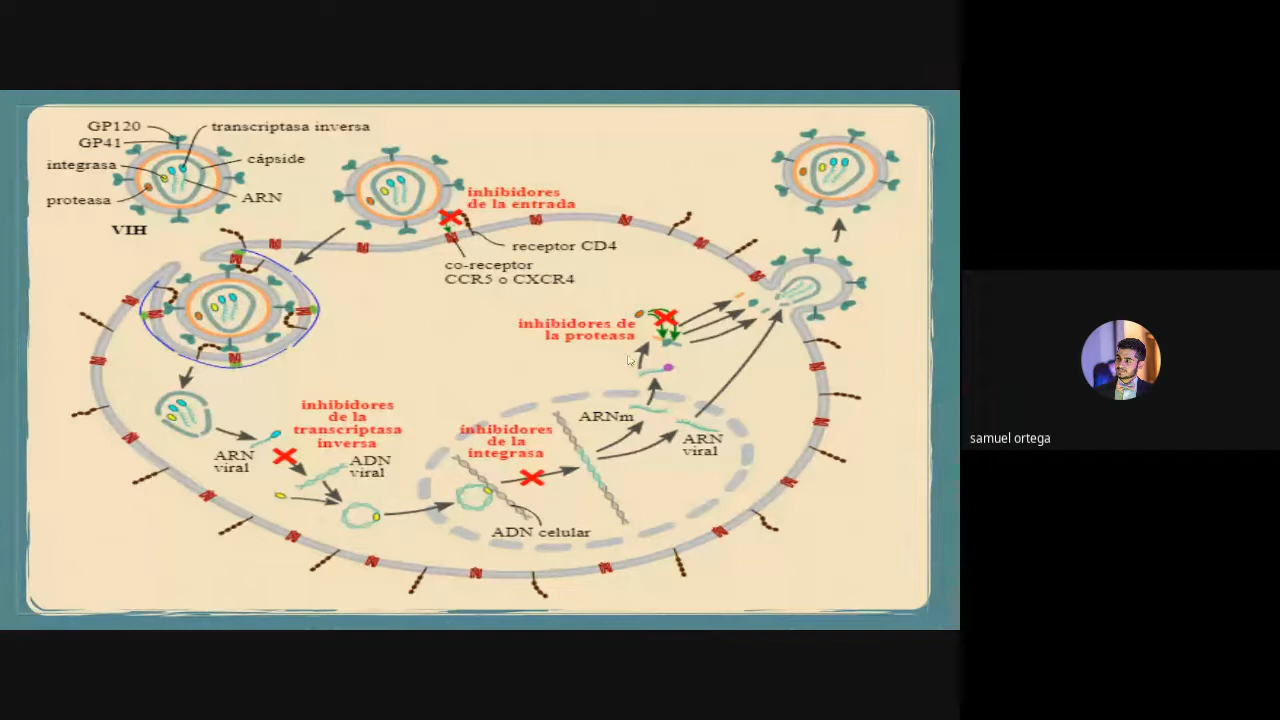 GP120
transcriptasa inversa
GP41
cápside
integrasa
proteasa
ARN
VIH
inhibidores
de la entrada
receptor CD4
co-receptor
CCR5 o CXCR4
inhibidores de
la proteasa
inhibidores
de la
transcriptasa
inversa
ARN
viral
ADN
viral
inhibidores
de la
integrasa
ARNm
ARN
viral
ADN celular
samuel ortega